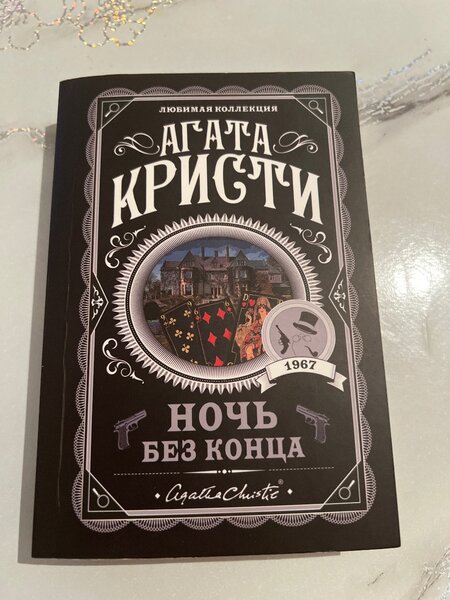 ЛЮБИМАЯ КОЛЛЕКЦИЯ
АГАТА
КРИСТИ
1967
НОЧЬ
БЕЗ КОНЦА
Agatha Christie®